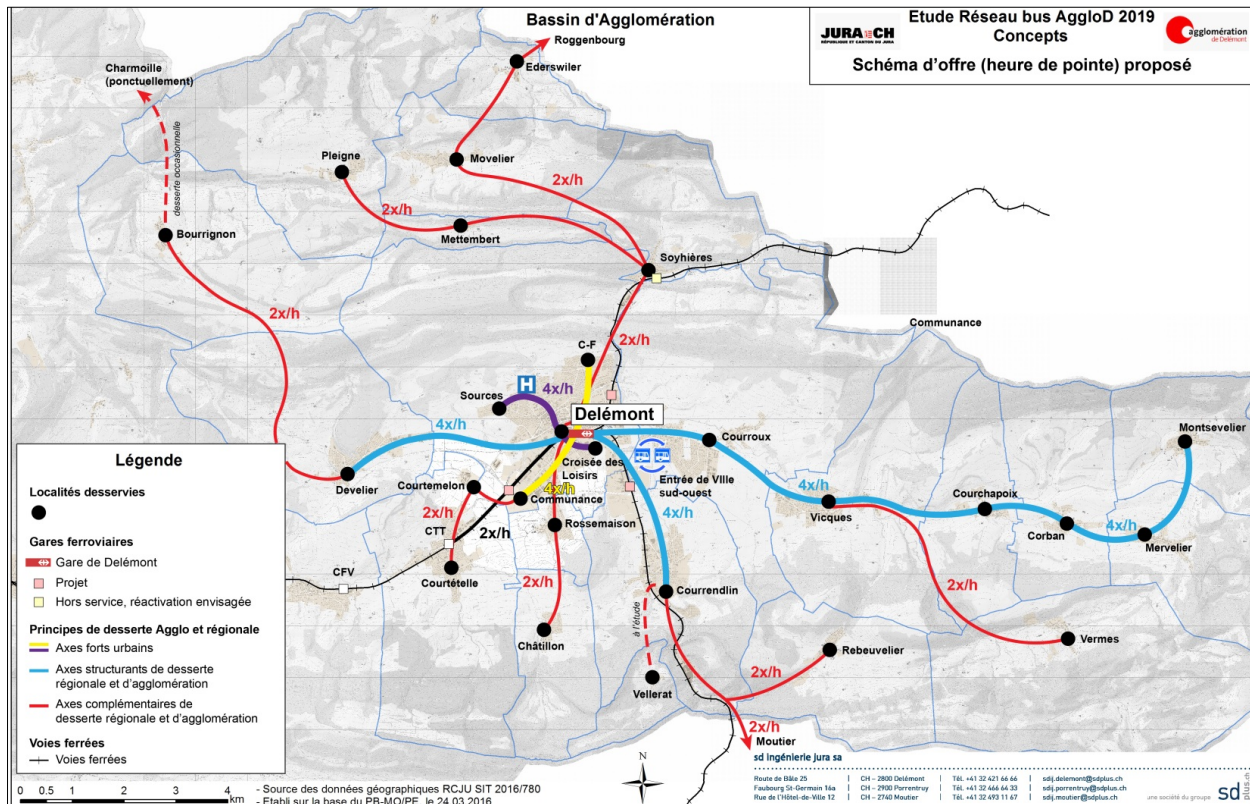 Bassin d'Agglomération
JURA CH
RÉPUBLIQUE ET CANTON DU JURA
Etude Réseau bus AggloD 2019
Concepts
agglomération
de Delémont
Schéma d'offre (heure de pointe) proposé
Roggenbourg
Ederswiler
Charmoille
(ponctuellement)
desserte occasionnelle
Pleigne
Movelier
2x/h
2x/h
Bourrignon
Mettembert
Soyhières
2x/h
Communance
C-F
2x/h
H
4x/h
Sources
Delémont
4x/h
Courroux
Montsevelier
Croisée des
Loisirs
Entrée de VIlle
sud-ouest
Develier
Courtemelon
4x/h
Communance
4x/h
4x/h
Vicques
Courchapoix
Corban
4x/h
Mervelier
2x/h
CTT
2x/h
Rossemaison
CFV
Courtételle
2x/h
Courrendlin
2x/h
à l'étude
Châtillon
Vermes
Rebeuvelier
Vellerat
2x/h
2x/h
Moutier
Légende
Localités desservies
Gares ferroviaires
Gare de Delémont
Projet
Hors service, réactivation envisagée
Principes de desserte Agglo et régionale
Axes forts urbains
Axes structurants de desserte
régionale et d'agglomération
Axes complémentaires de
desserte régionale et d'agglomération
Voies ferrées
Voies ferrées
0 0.5 1 2 3 4
km
- Source des données géographiques RCJU SIT 2016/780
- Etabli sur la base du PB-MO/PE, le 24.03.2016
N
sd ingénierie jura sa
Route de Bâle 25 | CH – 2800 Delémont | Tél. +41 32 421 66 66 | sdij.delemont@sdplus.ch
Faubourg St-Germain 16a | CH – 2900 Porrentruy | Tél. +41 32 466 64 33 | sdij.porrentruy@sdplus.ch
Rue de l'Hôtel-de-Ville 12 | CH – 2740 Moutier | Tél. +41 32 493 11 67 | sdij.moutier@sdplus.ch
une société du groupe
sd
plus.ch